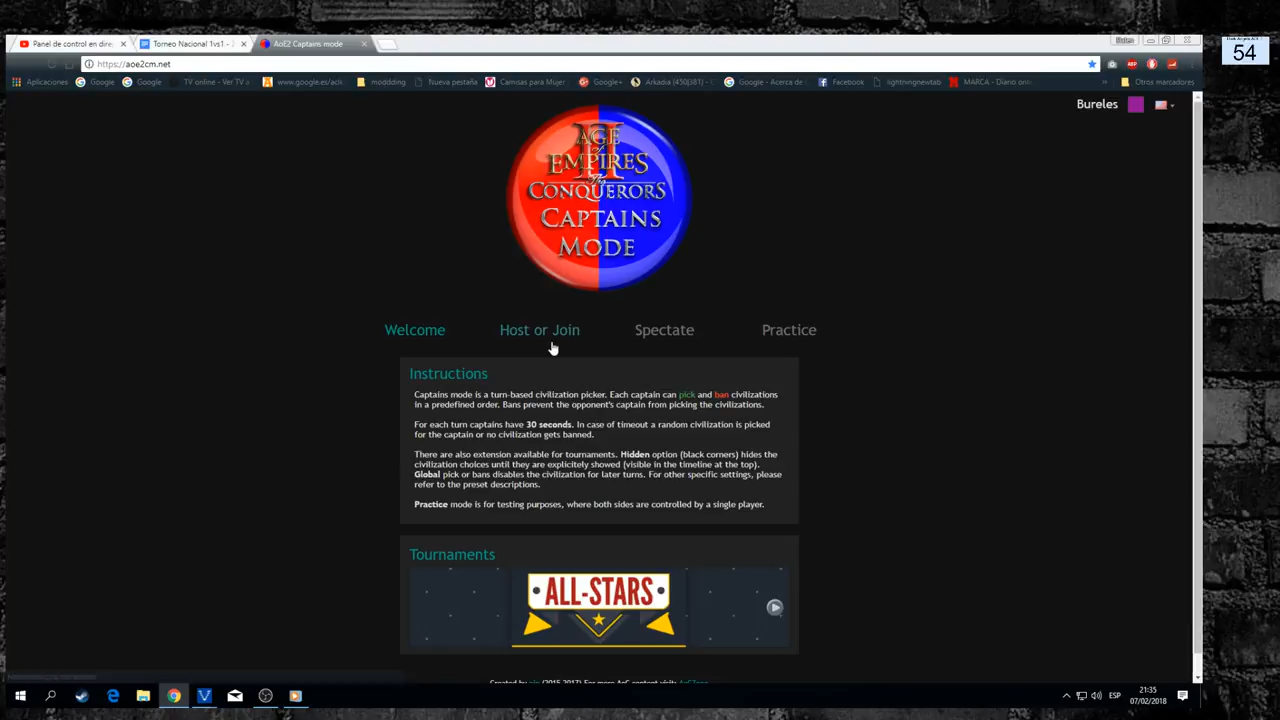 54
Panel de control en dire
Torneo Nacional 1vs1 - 2
AoE2 Captains mode
https://aoe2cm.net
Aplicaciones
Google
Google
TV online - Ver TV o
www.google.es/aclk
moddding
Nueva pestaña
Camisetas para Mujer
Google+
Arkadia (450|381) - G
Google - Acerca de
Facebook
lightningnewtab
MARCA - Diario onli
»
Otros marcadores
Bureles
AGE
of
EMPIRES
II
The
CONQUERORS
CAPTAINS
MODE
Welcome
Host or Join
Spectate
Practice
Instructions
Captains mode is a turn-based civilization picker. Each captain can pick and ban civilizations
in a predefined order. Bans prevent the opponent's captain from picking the civilizations.
For each turn captains have 30 seconds. In case of timeout a random civilization is picked
for the captain or no civilization gets banned.
There are also extension available for tournaments. Hidden option (black corners) hides the
civilization choices until they are explicitely showed (visible in the timeline at the top).
Global pick or bans disables the civilization for later turns. For other specific settings, please
refer to the preset descriptions.
Practice mode is for testing purposes, where both sides are controlled by a single player.
Tournaments
ALL-STARS
ESP
21:35
07/02/2018